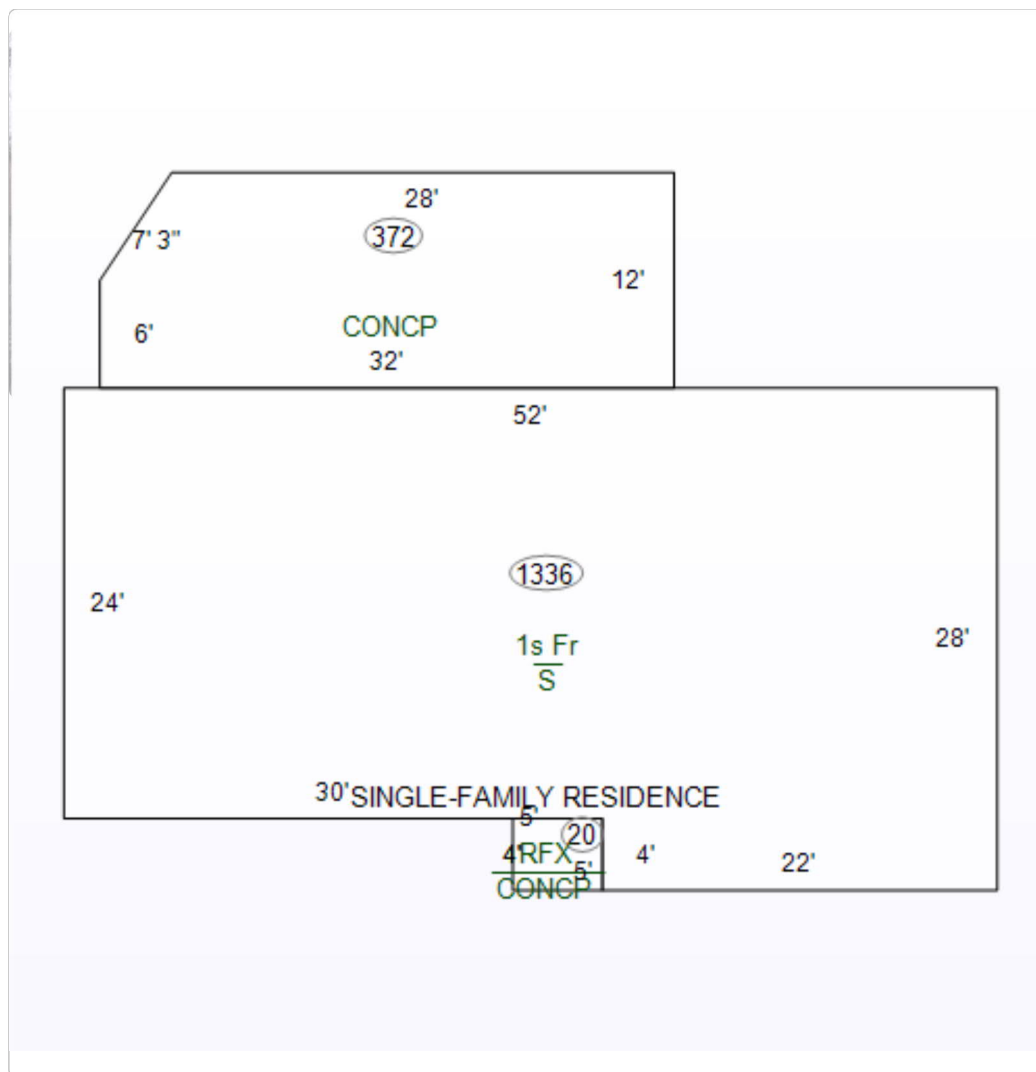 28'
7' 3"
372
12'
6'
CONCP
32'
52'
1336
24'
1s Fr
28'
S
30'
SINGLE-FAMILY RESIDENCE
5'
20
4'
RFX
4'
22'
5'
CONCP